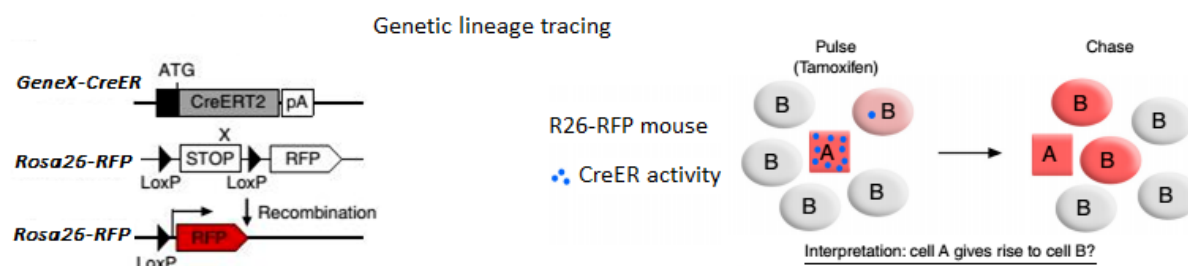 Genetic lineage tracing
GeneX-CreER
ATG
CreERT2
pA
Rosa26-RFP
X
STOP
RFP
LoxP
LoxP
Recombination
Rosa26-RFP
RFP
LoxP
R26-RFP mouse
CreER activity
Pulse
(Tamoxifen)
B
B
B
A
B
B
Chase
B
B
A
B
B
B
Interpretation: cell A gives rise to cell B?